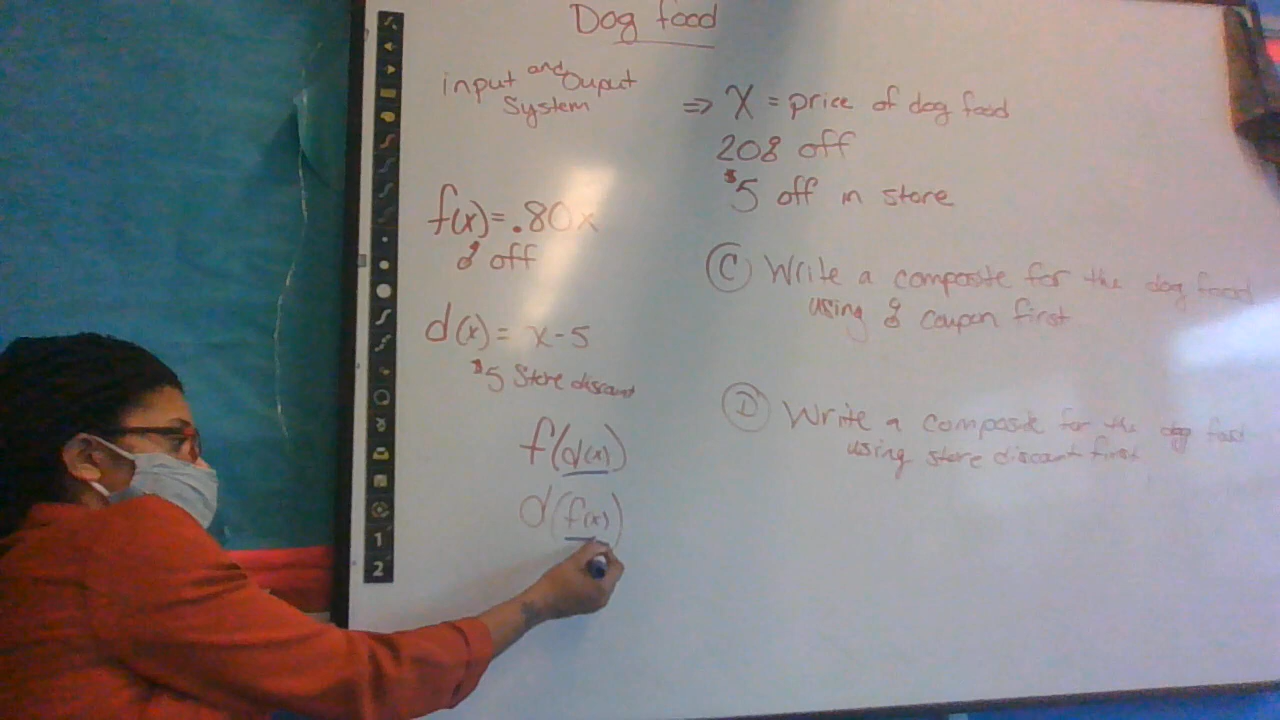 Dog food
input and Ouput
System
⇒ X = price of dog food
20% off
$5 off in store
f(x) = .80x
% off
d(x) = x - 5
$5 Store discount
f(d(x))
d(f(x))
C Write a composite for the dog food
using % coupon first
D Write a composite for the dog food
using store discount first
1
2